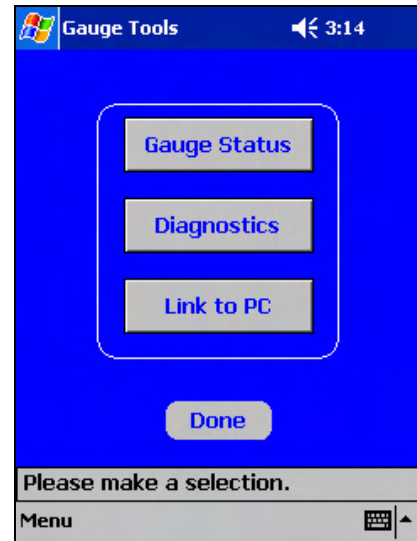 Gauge Tools 3:14
Gauge Status
Diagnostics
Link to PC
Done
Please make a selection.
Menu